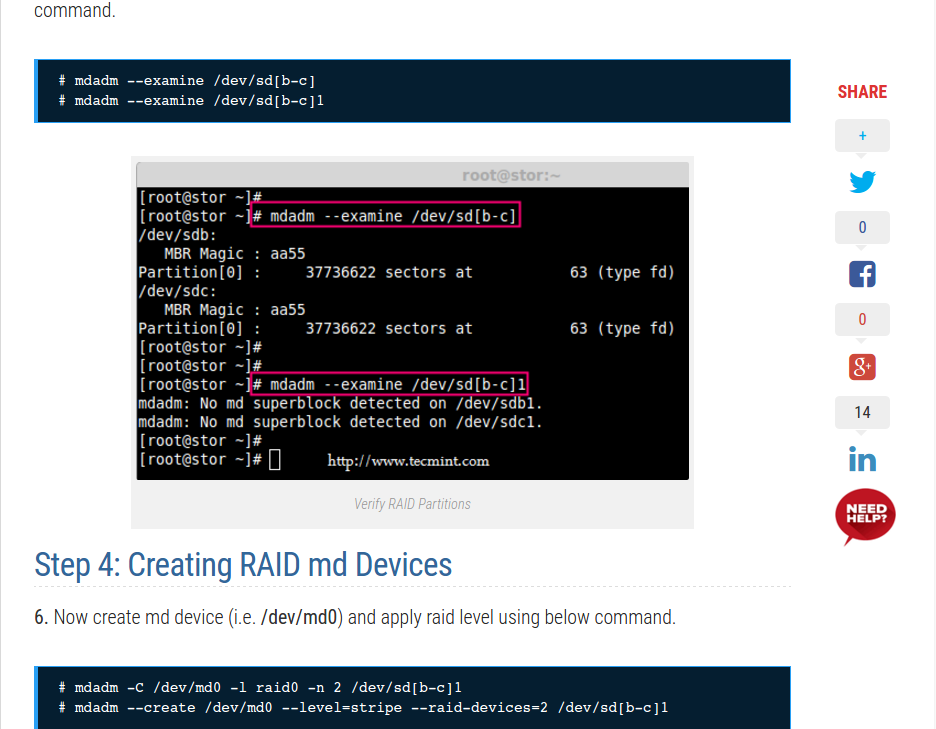 command.
# mdadm --examine /dev/sd[b-c]
# mdadm --examine /dev/sd[b-c]1
root@stor:~
[root@stor ~]#
[root@stor ~]# mdadm --examine /dev/sd[b-c]
/dev/sdb:
MBR Magic : aa55
Partition[0] : 37736622 sectors at 63 (type fd)
/dev/sdc:
MBR Magic : aa55
Partition[0] : 37736622 sectors at 63 (type fd)
[root@stor ~]#
[root@stor ~]#
[root@stor ~]# mdadm --examine /dev/sd[b-c]1
mdadm: No md superblock detected on /dev/sdb1.
mdadm: No md superblock detected on /dev/sdc1.
[root@stor ~]#
[root@stor ~]#
http://www.tecmint.com
Verify RAID Partitions
Step 4: Creating RAID md Devices
6. Now create md device (i.e. /dev/md0) and apply raid level using below command.
# mdadm -C /dev/md0 -l raid0 -n 2 /dev/sd[b-c]1
# mdadm --create /dev/md0 --level=stripe --raid-devices=2 /dev/sd[b-c]1
SHARE
+
0
f
0
g+
14
in
NEED
HELP?